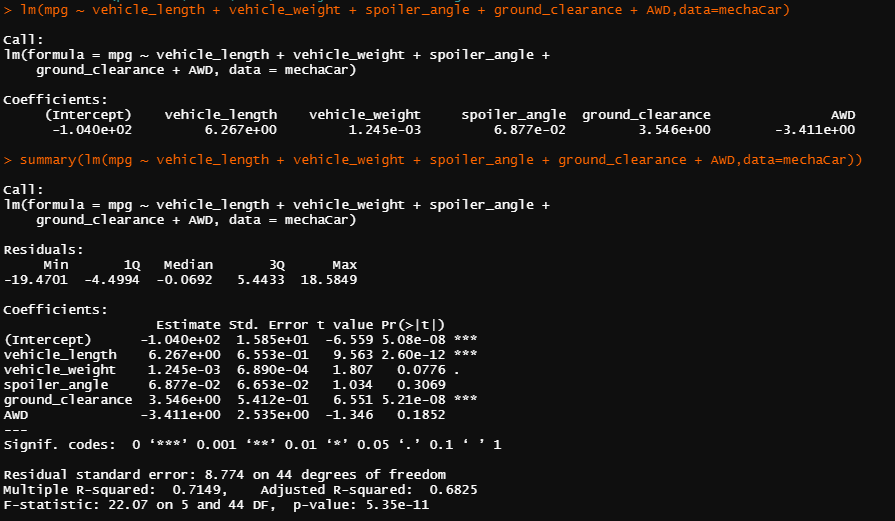 > lm(mpg ~ vehicle_length + vehicle_weight + spoiler_angle + ground_clearance + AWD,data=mechaCar)
Call:
lm(formula = mpg ~ vehicle_length + vehicle_weight + spoiler_angle +
    ground_clearance + AWD, data = mechaCar)
Coefficients:
     (Intercept)    vehicle_length    vehicle_weight     spoiler_angle  ground_clearance               AWD
      -1.040e+02         6.267e+00         1.245e-03         6.877e-02         3.546e+00        -3.411e+00
> summary(lm(mpg ~ vehicle_length + vehicle_weight + spoiler_angle + ground_clearance + AWD,data=mechaCar))
Call:
lm(formula = mpg ~ vehicle_length + vehicle_weight + spoiler_angle +
    ground_clearance + AWD, data = mechaCar)
Residuals:
     Min       1Q   Median       3Q      Max
-19.4701  -4.4994  -0.0692   5.4433  18.5849
Coefficients:
                   Estimate Std. Error t value Pr(>|t|)
(Intercept)      -1.040e+02  1.585e+01  -6.559 5.08e-08 ***
vehicle_length    6.267e+00  6.553e-01   9.563 2.60e-12 ***
vehicle_weight    1.245e-03  6.890e-04   1.807   0.0776 .
spoiler_angle     6.877e-02  6.653e-02   1.034   0.3069
ground_clearance  3.546e+00  5.412e-01   6.551 5.21e-08 ***
AWD              -3.411e+00  2.535e+00  -1.346   0.1852
---
Signif. codes:  0 ‘***’ 0.001 ‘**’ 0.01 ‘*’ 0.05 ‘.’ 0.1 ‘ ’ 1
Residual standard error: 8.774 on 44 degrees of freedom
Multiple R-squared:  0.7149,    Adjusted R-squared:  0.6825
F-statistic: 22.07 on 5 and 44 DF,  p-value: 5.35e-11